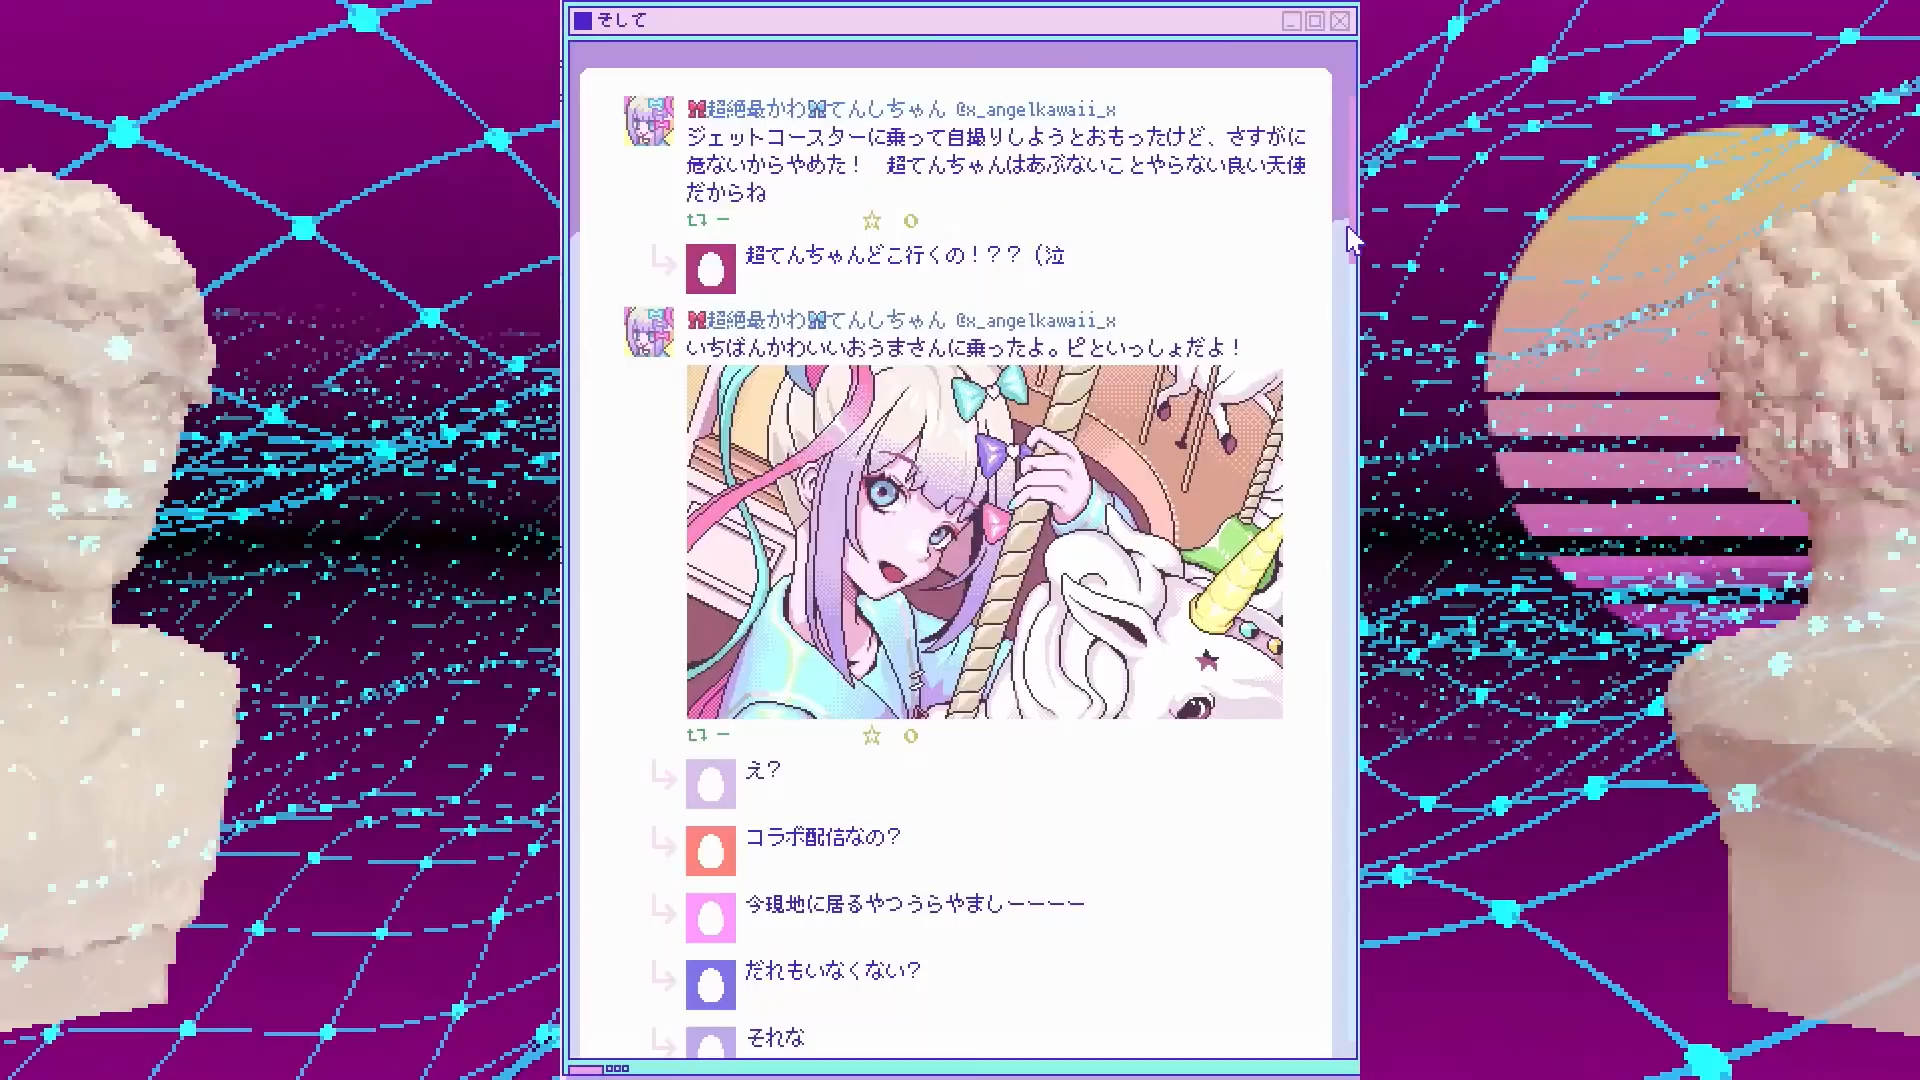 そして
超絶最かわてんしちゃん @x_angelkawaii_x
ジェットコースターに乗って自撮りしようとおもったけど、さすがに
危ないからやめた！　超てんちゃんはあぶないことやらない良い天使
だからね
超てんちゃんどこ行くの！？？（泣
超絶最かわてんしちゃん @x_angelkawaii_x
いちばんかわいいおうまさんに乗ったよ。ピといっしょだよ！
え？
コラボ配信なの？
今現地に居るやつうらやましーーーー
だれもいなくない？
それな